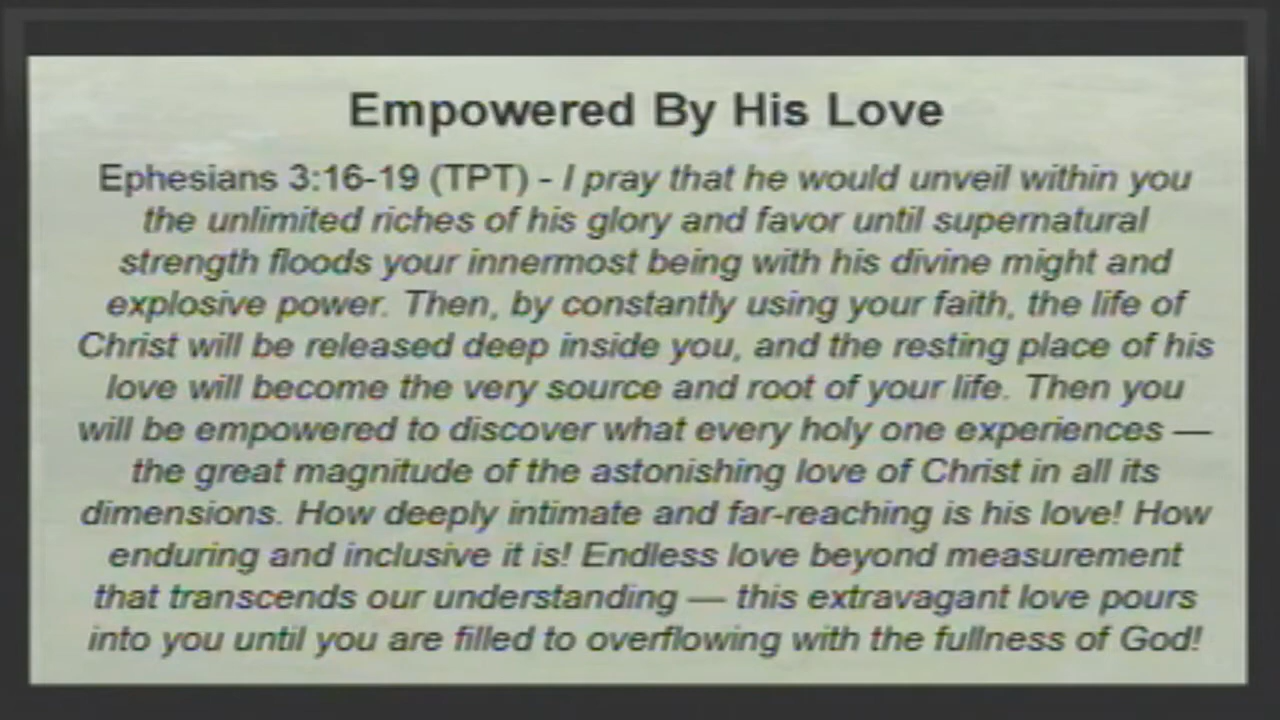 Empowered By His Love
Ephesians 3:16-19 (TPT) - I pray that he would unveil within you
the unlimited riches of his glory and favor until supernatural
strength floods your innermost being with his divine might and
explosive power. Then, by constantly using your faith, the life of
Christ will be released deep inside you, and the resting place of his
love will become the very source and root of your life. Then you
will be empowered to discover what every holy one experiences —
the great magnitude of the astonishing love of Christ in all its
dimensions. How deeply intimate and far-reaching is his love! How
enduring and inclusive it is! Endless love beyond measurement
that transcends our understanding — this extravagant love pours
into you until you are filled to overflowing with the fullness of God!